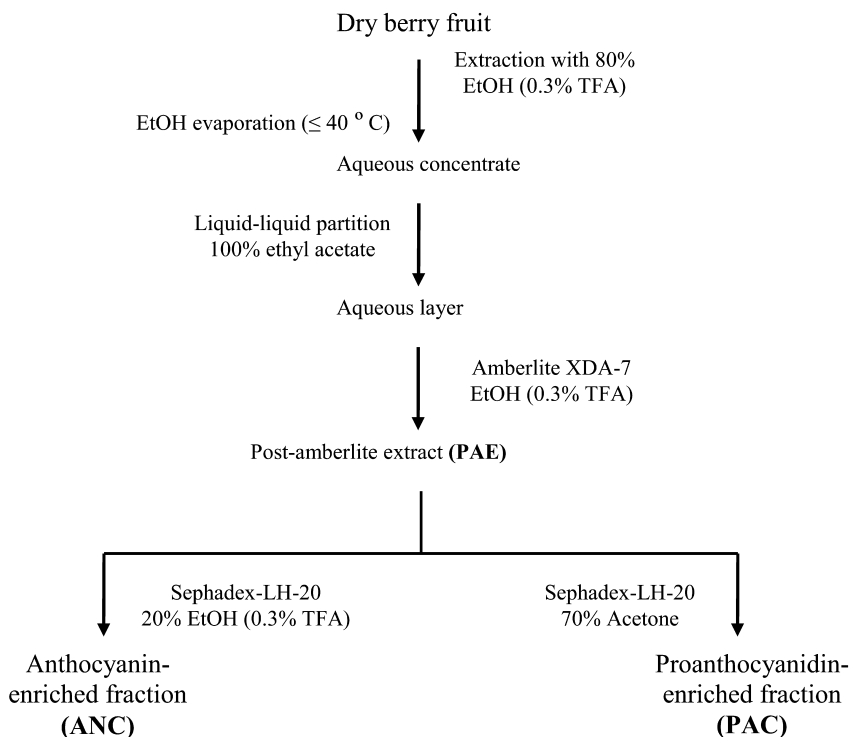 Dry berry fruit
Extraction with 80%
EtOH (0.3% TFA)
EtOH evaporation (≤ 40 º C)
Aqueous concentrate
Liquid-liquid partition
100% ethyl acetate
Aqueous layer
Amberlite XDA-7
EtOH (0.3% TFA)
Post-amberlite extract (PAE)
Sephadex-LH-20
20% EtOH (0.3% TFA)
Sephadex-LH-20
70% Acetone
Anthocyanin-
enriched fraction
(ANC)
Proanthocyanidin-
enriched fraction
(PAC)